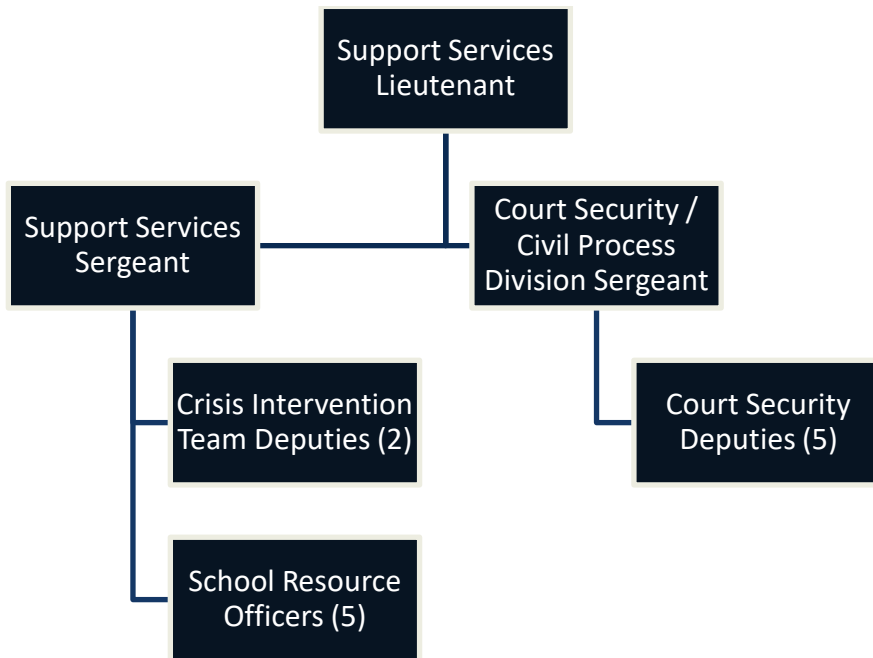 Support Services
Lieutenant
Support Services
Sergeant
Court Security /
Civil Process
Division Sergeant
Crisis Intervention
Team Deputies (2)
Court Security
Deputies (5)
School Resource
Officers (5)